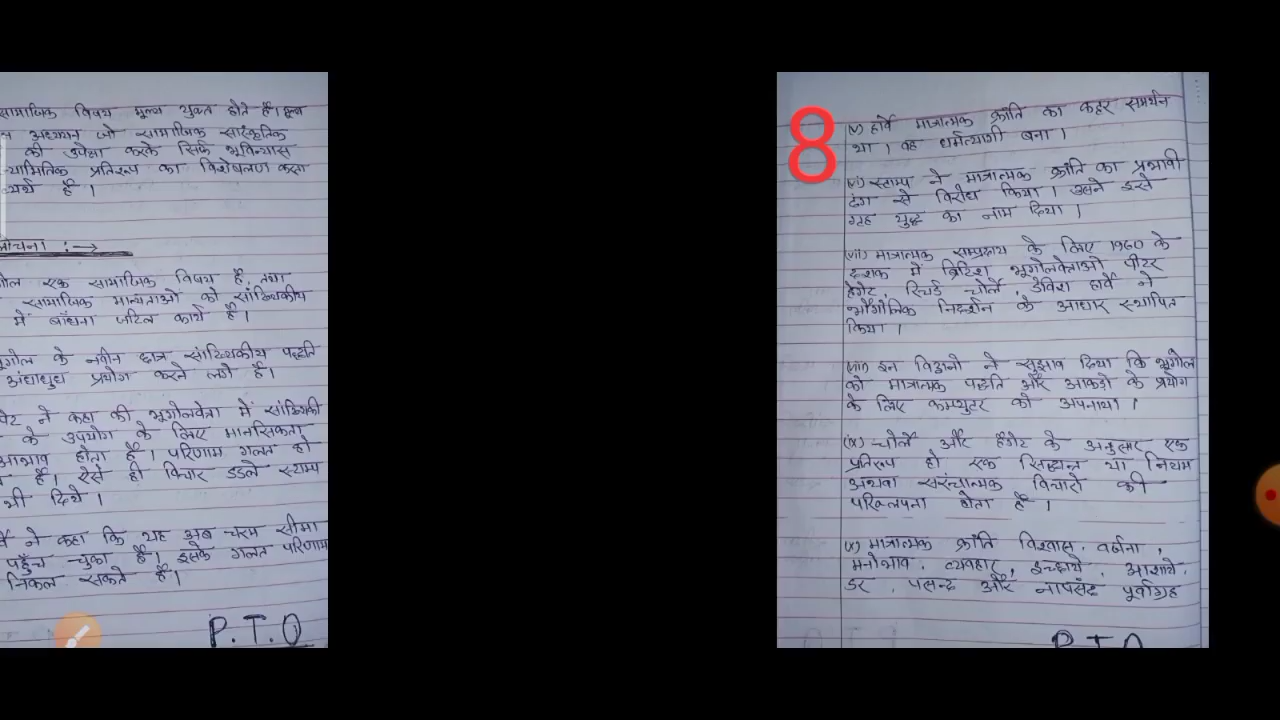 सामाजिक विषय मूल्य युक्त होते हैं। मूल्य
अध्ययन जो सामाजिक सांस्कृतिक
की उपेक्षा करके सिर्फ भूविन्यास
ज्यामितिक प्रतिरूप का विशेषलण करता
व्यर्थ हैं।
लोचना :→
गोल एक सामाजिक विषय है, तथा
सामाजिक मान्यताओं को सांख्यिकीय
में बाँधना जटिल कार्य है।
भूगोल के नवीन छात्र सांख्यिकीय पद्धति
अंधाधुध प्रयोग करने लगे हैं।
ने कहा की भूगोलवेता में सांख्यिकी
के उपयोग के लिए मानसिकता
आभाव होता हैं। परिणाम गलत हो
हैं। ऐसे ही विचार डडले स्टाम्प
भी दिये।
र्वे ने कहा कि यह अब चरम सीमा
पहुँच चुका हैं। इसके गलत परिणाम
निकल सकते हैं।
P.T.O
8
(v) हार्वे मात्रात्मक क्रांति का कट्टर समर्थन
था। वह धर्मत्यागी बना।
(vi) स्टाम्प ने मात्रात्मक क्रांति का प्रभावी
ढंग से विरोध किया। उसने इसे
गृह युद्ध का नाम दिया।
(vii) मात्रात्मक सम्प्रदाय के लिए 1960 के
दशक में ब्रिटिश भूगोलवेताओ पीटर
हैगेट, रिचर्ड चोर्ले, डेविड हार्वे ने
भौगोलिक निदर्शन के आधार स्थापित
किया।
(viii) इन विद्वानो ने सुझाव दिया कि भूगोल
को मात्रात्मक पद्धति और आकड़ो के प्रयोग
के लिए कम्प्युटर को अपनाया।
(ix) चोर्ले और हैगेट के अनुसार एक
प्रतिरूप हो, एक सिद्धान्त या नियम
अथवा संरचात्मक विचारो की
परिकल्पना होता हैं।
(x) मात्रात्मक क्रांति विश्वास, वर्जना,
मनोभाव, व्यवहार, इच्छाये, आशाये,
डर, पसन्द और नापसंद पूर्वाग्रह
P.T.O